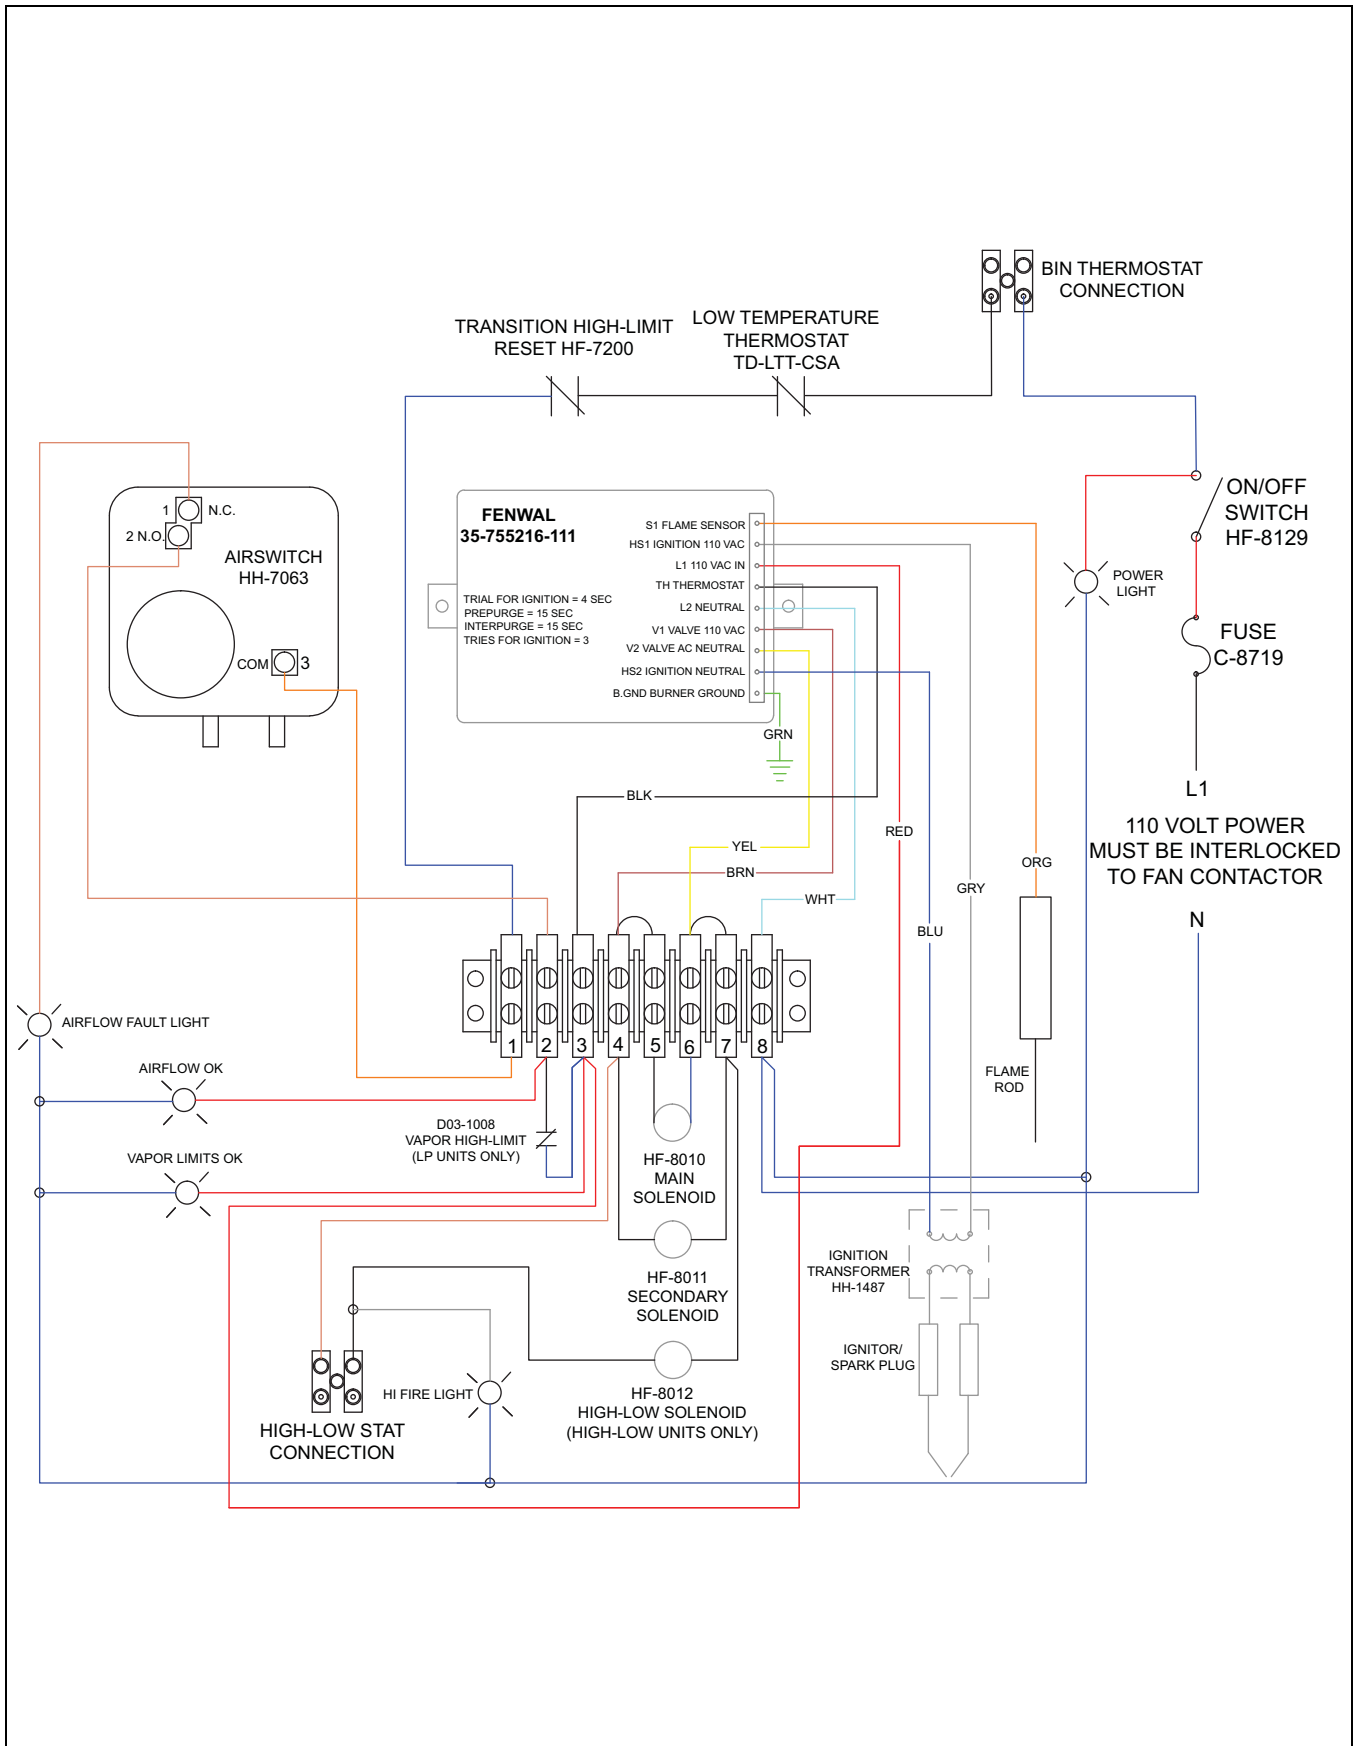 BIN THERMOSTAT
CONNECTION
TRANSITION HIGH-LIMIT
RESET HF-7200
LOW TEMPERATURE
THERMOSTAT
TD-LTT-CSA
ON/OFF
SWITCH
HF-8129
POWER
LIGHT
FUSE
C-8719
L1
110 VOLT POWER
MUST BE INTERLOCKED
TO FAN CONTACTOR
N
1
N.C.
2 N.O.
AIRSWITCH
HH-7063
COM
3
FENWAL
35-755216-111
TRIAL FOR IGNITION = 4 SEC
PREPURGE = 15 SEC
INTERPURGE = 15 SEC
TRIES FOR IGNITION = 3
S1 FLAME SENSOR
HS1 IGNITION 110 VAC
L1 110 VAC IN
TH THERMOSTAT
L2 NEUTRAL
V1 VALVE 110 VAC
V2 VALVE AC NEUTRAL
HS2 IGNITION NEUTRAL
B.GND BURNER GROUND
GRN
BLK
YEL
BRN
WHT
RED
BLU
GRY
ORG
FLAME
ROD
1 2 3 4 5 6 7 8
AIRFLOW FAULT LIGHT
AIRFLOW OK
VAPOR LIMITS OK
D03-1008
VAPOR HIGH-LIMIT
(LP UNITS ONLY)
HF-8010
MAIN
SOLENOID
HF-8011
SECONDARY
SOLENOID
HF-8012
HIGH-LOW SOLENOID
(HIGH-LOW UNITS ONLY)
HI FIRE LIGHT
HIGH-LOW STAT
CONNECTION
IGNITION
TRANSFORMER
HH-1487
IGNITOR/
SPARK PLUG